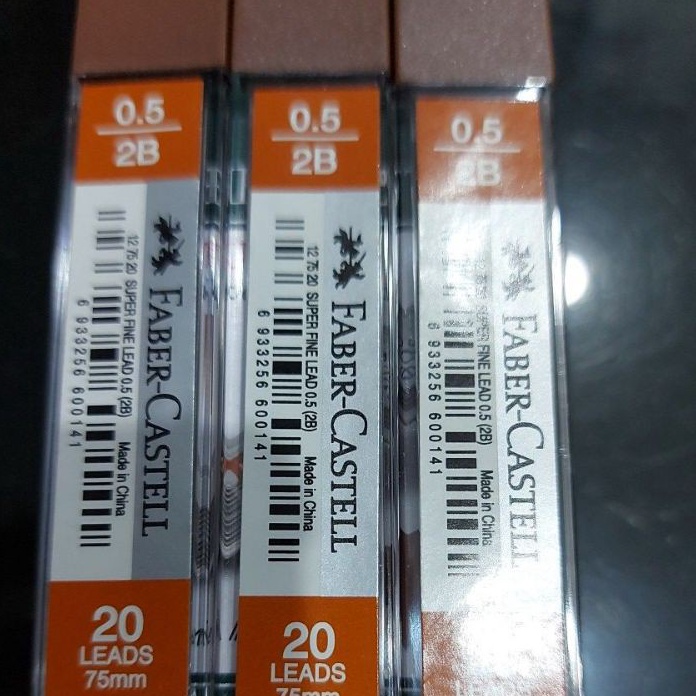 0.5
2B
FABER-CASTELL
12 75 20 SUPER FINE LEAD 0.5 (2B) Made in China
6 933256 600141
20
LEADS
75mm
0.5
2B
FABER-CASTELL
12 75 20 SUPER FINE LEAD 0.5 (2B) Made in China
6 933256 600141
20
LEADS
75mm
0.5
2B
FABER-CASTELL
SUPER FINE LEAD 0.5 (2B) Made in China
6 933256 600141